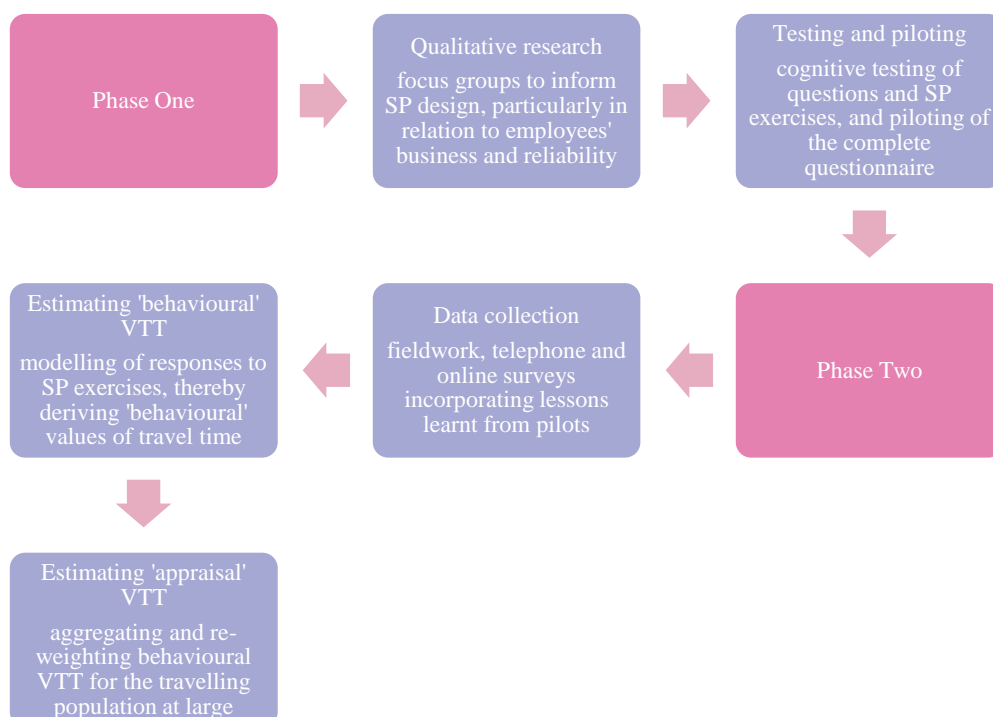 Phase One
Qualitative research
focus groups to inform
SP design, particularly in
relation to employees'
business and reliability
Testing and piloting
cognitive testing of
questions and SP
exercises, and piloting of
the complete
questionnaire
Phase Two
Data collection
fieldwork, telephone and
online surveys
incorporating lessons
learnt from pilots
Estimating 'behavioural'
VTT
modelling of responses to
SP exercises, thereby
deriving 'behavioural'
values of travel time
Estimating 'appraisal'
VTT
aggregating and re-
weighting behavioural
VTT for the travelling
population at large